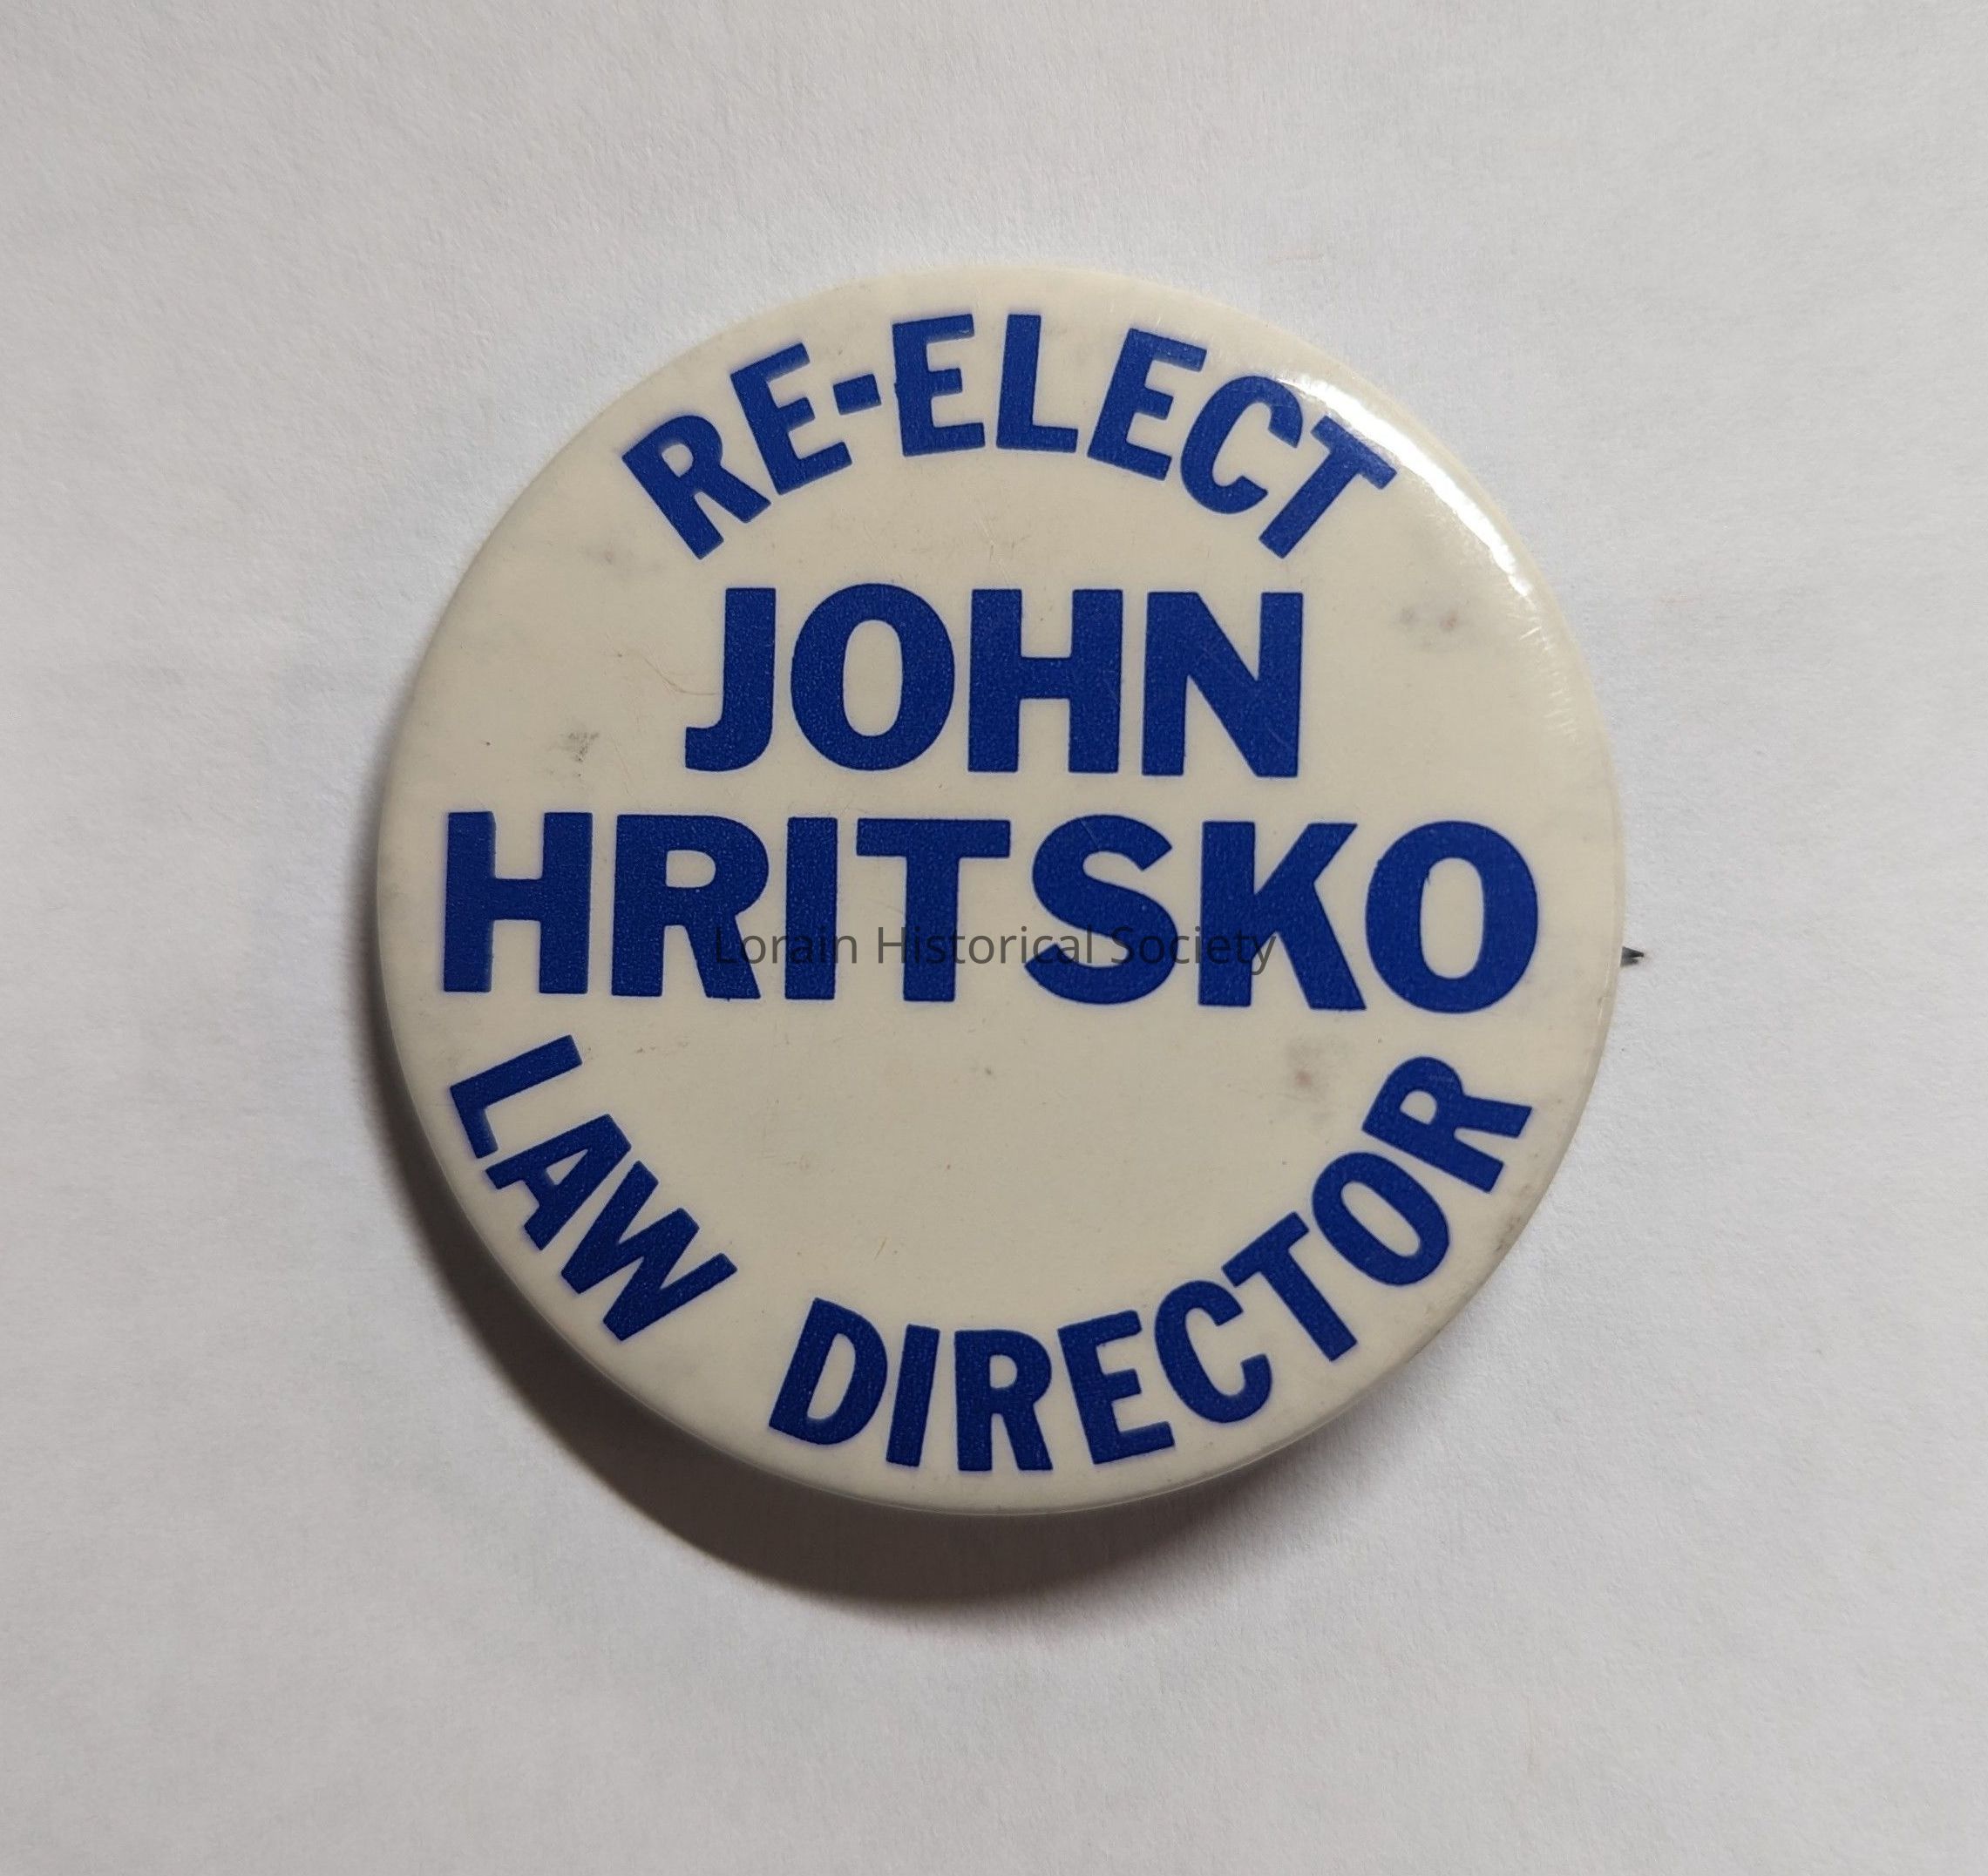 RE-ELECT
JOHN
HRITSKO
Lorain Historical Society
LAW DIRECTOR